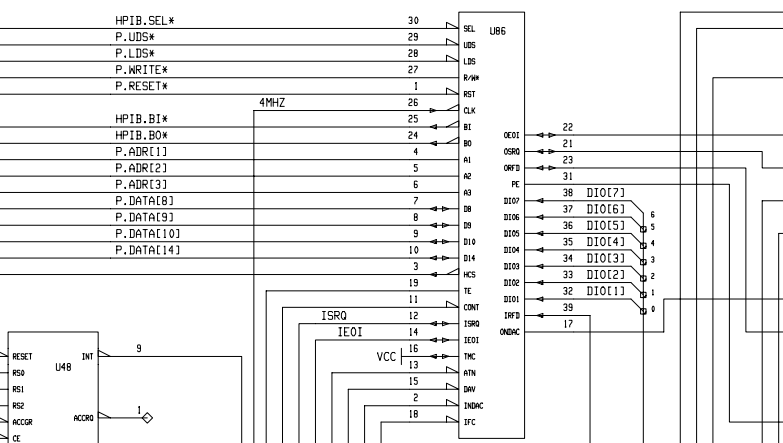 HPIB.SEL* 30 SEL U86
P.UDS* 29 UDS
P.LDS* 28 LDS
P.WRITE* 27 R/W*
P.RESET* 1 RST
4MHZ 26 CLK
HPIB.BI* 25 BI
HPIB.BO* 24 BO OEOI 22
P.ADR[1] 4 A1 OSRQ 21
P.ADR[2] 5 A2 ORFD 23
P.ADR[3] 6 A3 PE 31
P.DATA[8] 7 D8 DIO7 38 DIO[7] 6
P.DATA[9] 8 D9 DIO6 37 DIO[6] 5
P.DATA[10] 9 D10 DIO5 36 DIO[5] 4
P.DATA[14] 10 D14 DIO4 35 DIO[4] 3
3 HCS DIO3 34 DIO[3] 2
19 TE DIO2 33 DIO[2] 1
11 CONT DIO1 32 DIO[1] 0
ISRQ 12 ISRQ IRFD 39
IEOI 14 IEOI ONDAC 17
VCC 16 TMC
13 ATN
15 DAV
2 INDAC
18 IFC
RESET U48 INT 9
RS0
RS1
RS2
ACCGR ACCRQ 1
CE